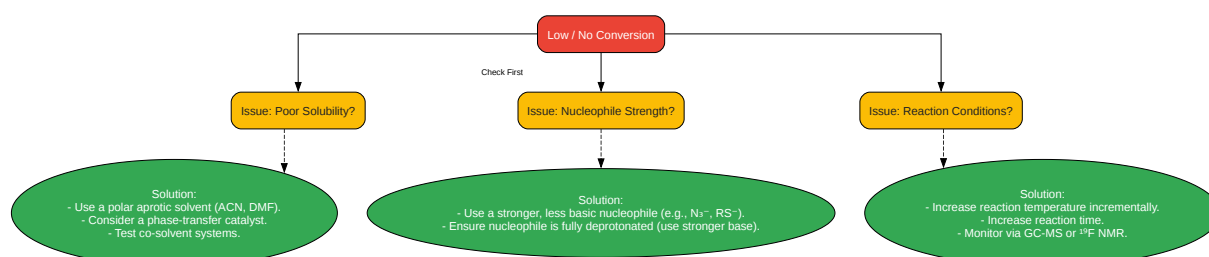 Low / No Conversion
Check First
Issue: Poor Solubility?
Issue: Nucleophile Strength?
Issue: Reaction Conditions?
Solution:
- Use a polar aprotic solvent (ACN, DMF).
- Consider a phase-transfer catalyst.
- Test co-solvent systems.
Solution:
- Use a stronger, less basic nucleophile (e.g., N₃⁻, RS⁻).
- Ensure nucleophile is fully deprotonated (use stronger base).
Solution:
- Increase reaction temperature incrementally.
- Increase reaction time.
- Monitor via GC-MS or ¹⁹F NMR.